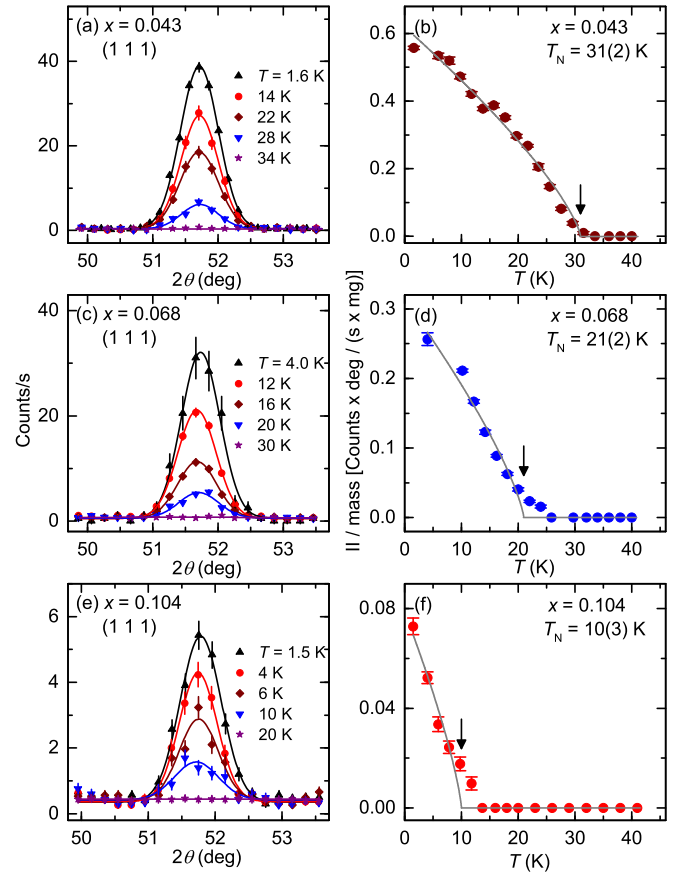 (a) x = 0.043
(1 1 1)
T = 1.6 K
14 K
22 K
28 K
34 K
40
20
0
50 51 52 53
2θ (deg)
(b) x = 0.043
T_N = 31(2) K
0.6
0.4
0.2
0.0
0 10 20 30 40
T (K)
(c) x = 0.068
(1 1 1)
T = 4.0 K
12 K
16 K
20 K
30 K
40
20
0
50 51 52 53
2θ (deg)
Counts/s
(d) x = 0.068
T_N = 21(2) K
0.3
0.2
0.1
0.0
0 10 20 30 40
T (K)
II / mass [Counts x deg / (s x mg)]
(e) x = 0.104
(1 1 1)
T = 1.5 K
4 K
6 K
10 K
20 K
6
4
2
0
50 51 52 53
2θ (deg)
(f) x = 0.104
T_N = 10(3) K
0.08
0.04
0.00
0 10 20 30 40
T (K)